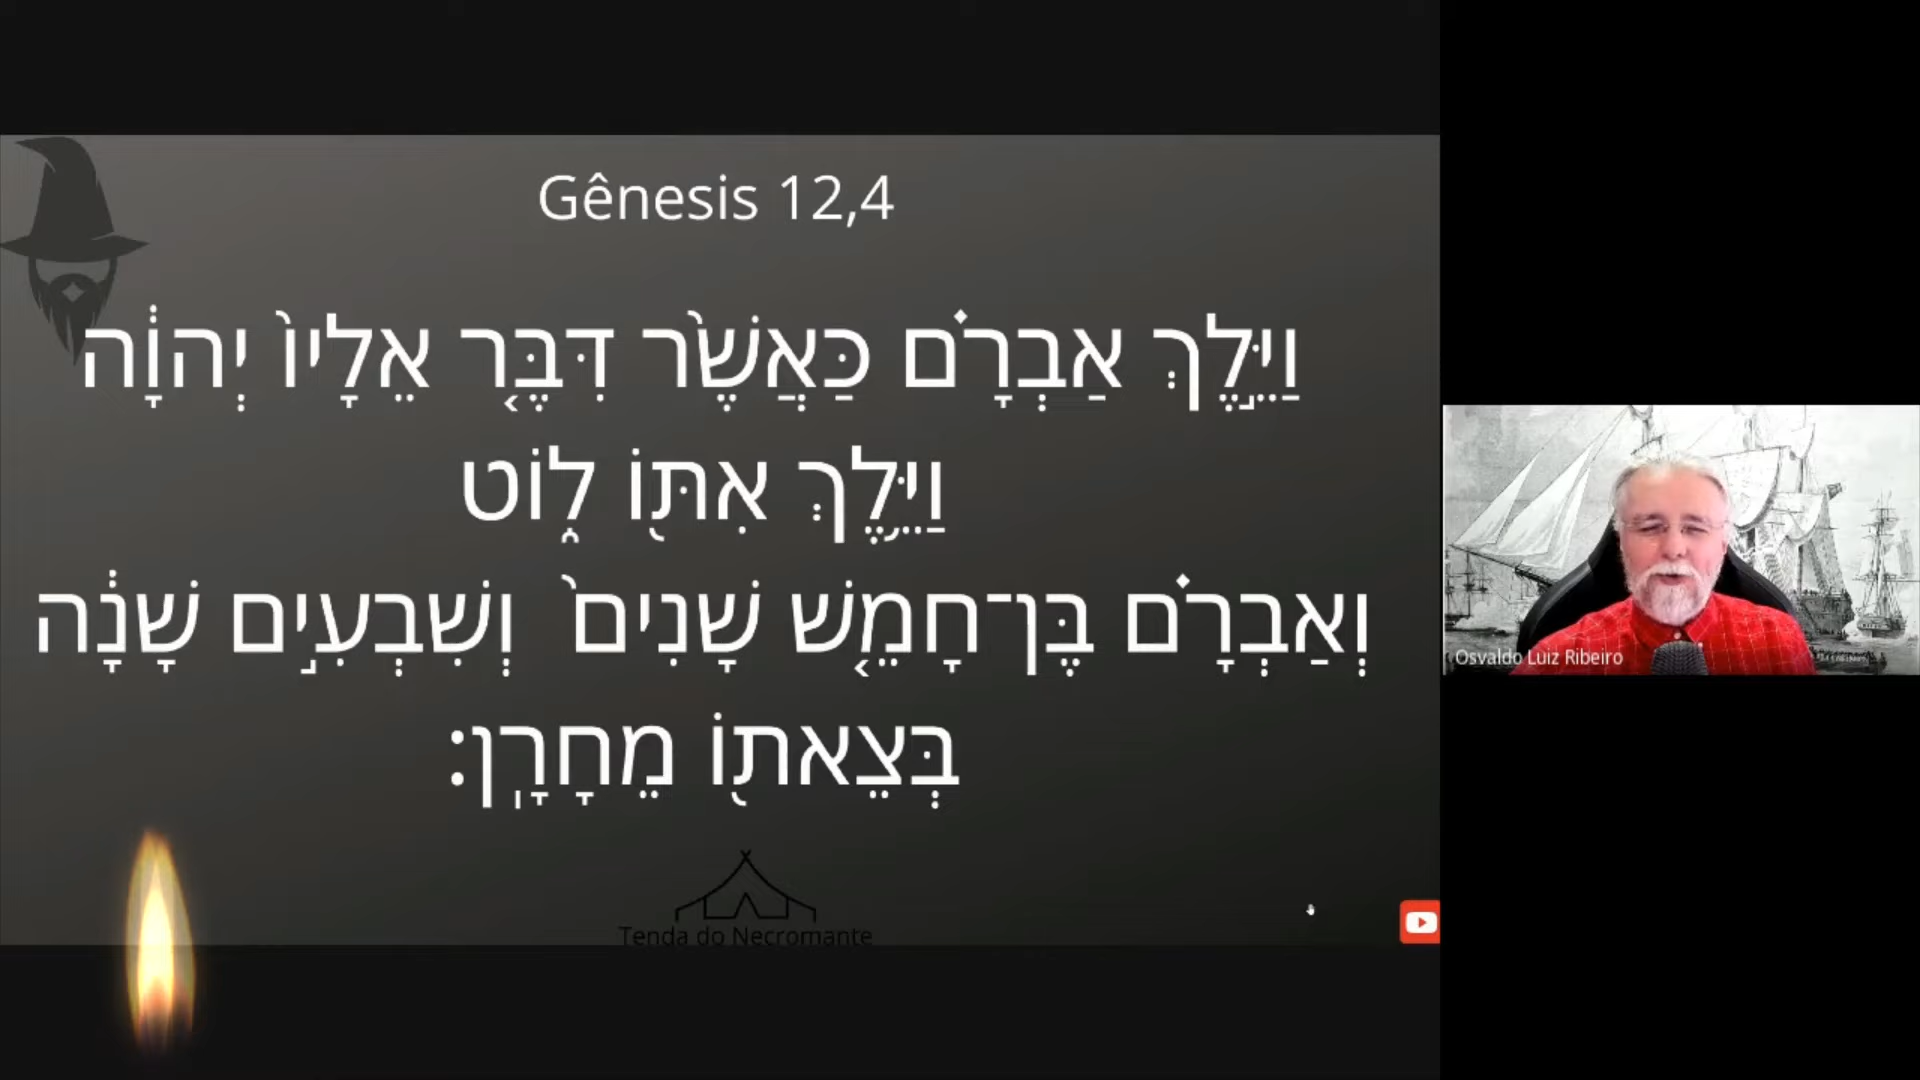 Gênesis 12,4
וַיֵּ֣לֶךְ אַבְרָ֗ם כַּאֲשֶׁ֨ר דִּבֶּ֤ר אֵלָיו֙ יְהוָֹ֔ה
וַיֵּ֥לֶךְ אִתּ֖וֹ ל֑וֹט
וְאַבְרָ֗ם בֶּן־חָמֵ֤שׁ שָׁנִים֙ וְשִׁבְעִ֣ים שָׁנָ֔ה
בְּצֵאת֖וֹ מֵחָרָֽן׃
Tenda do Necromante
Osvaldo Luiz Ribeiro